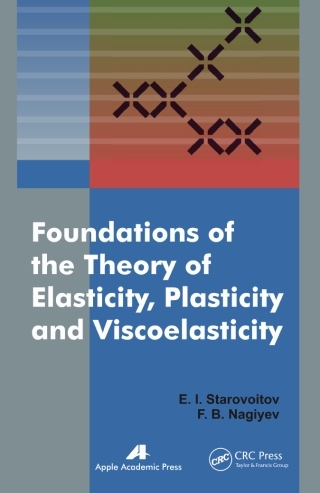 Foundations of
the Theory of
Elasticity, Plasticity
and Viscoelasticity
E. I. Starovoitov
F. B. Nagiyev
Apple Academic Press
CRC CRC Press
Taylor & Francis Group